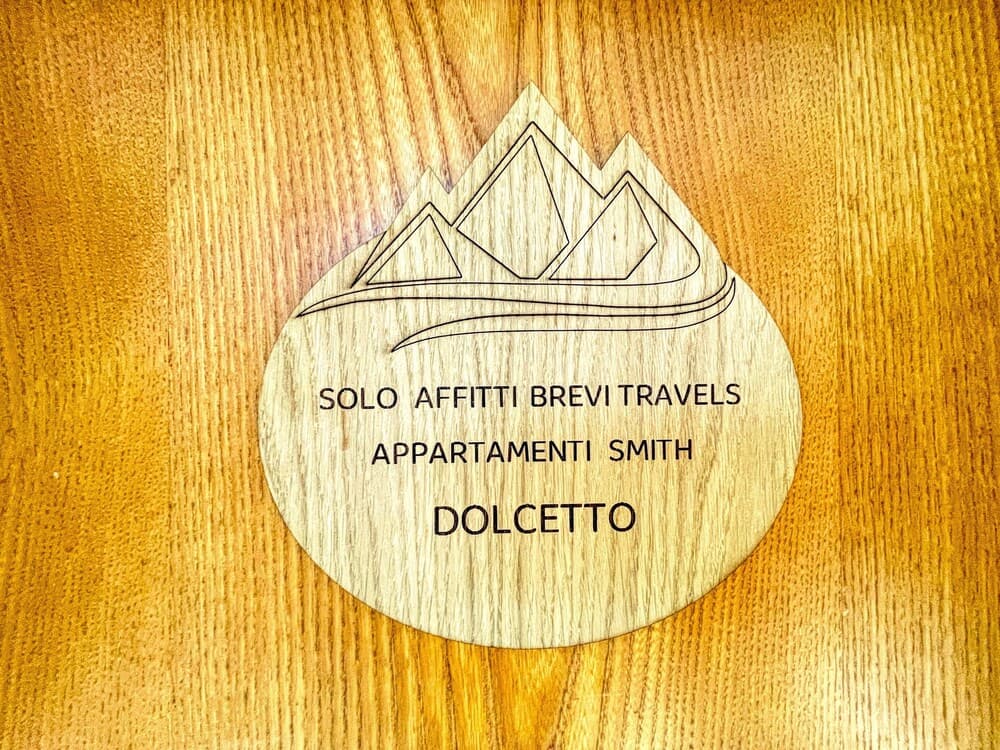 SOLO AFFITTI BREVI TRAVELS
APPARTAMENTI SMITH
DOLCETTO